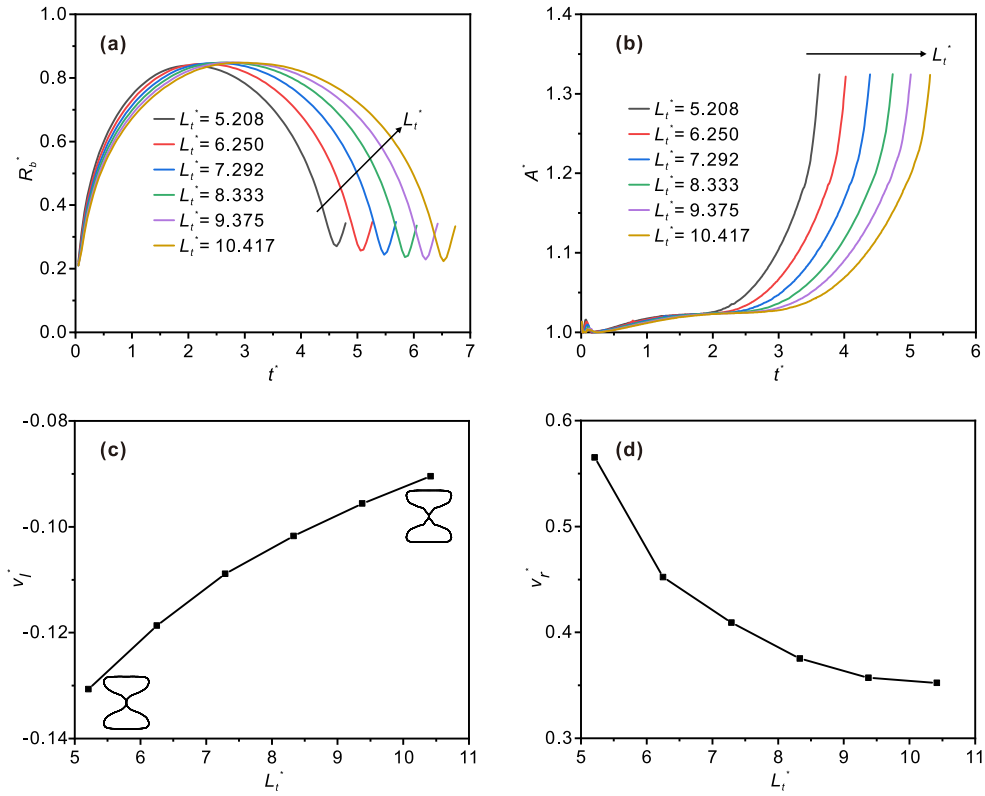 (a)
1.0
0.8
0.6
0.4
0.2
0.0
R_b^*
L_t^* = 5.208
L_t^* = 6.250
L_t^* = 7.292
L_t^* = 8.333
L_t^* = 9.375
L_t^* = 10.417
L_t^*
0 1 2 3 4 5 6 7
t^*
(b)
1.4
1.3
1.2
1.1
1.0
A^*
L_t^*
L_t^* = 5.208
L_t^* = 6.250
L_t^* = 7.292
L_t^* = 8.333
L_t^* = 9.375
L_t^* = 10.417
0 1 2 3 4 5 6
t^*
(c)
-0.08
-0.10
-0.12
-0.14
v_l^*
5 6 7 8 9 10 11
L_t^*
(d)
0.6
0.5
0.4
0.3
v_r^*
5 6 7 8 9 10 11
L_t^*